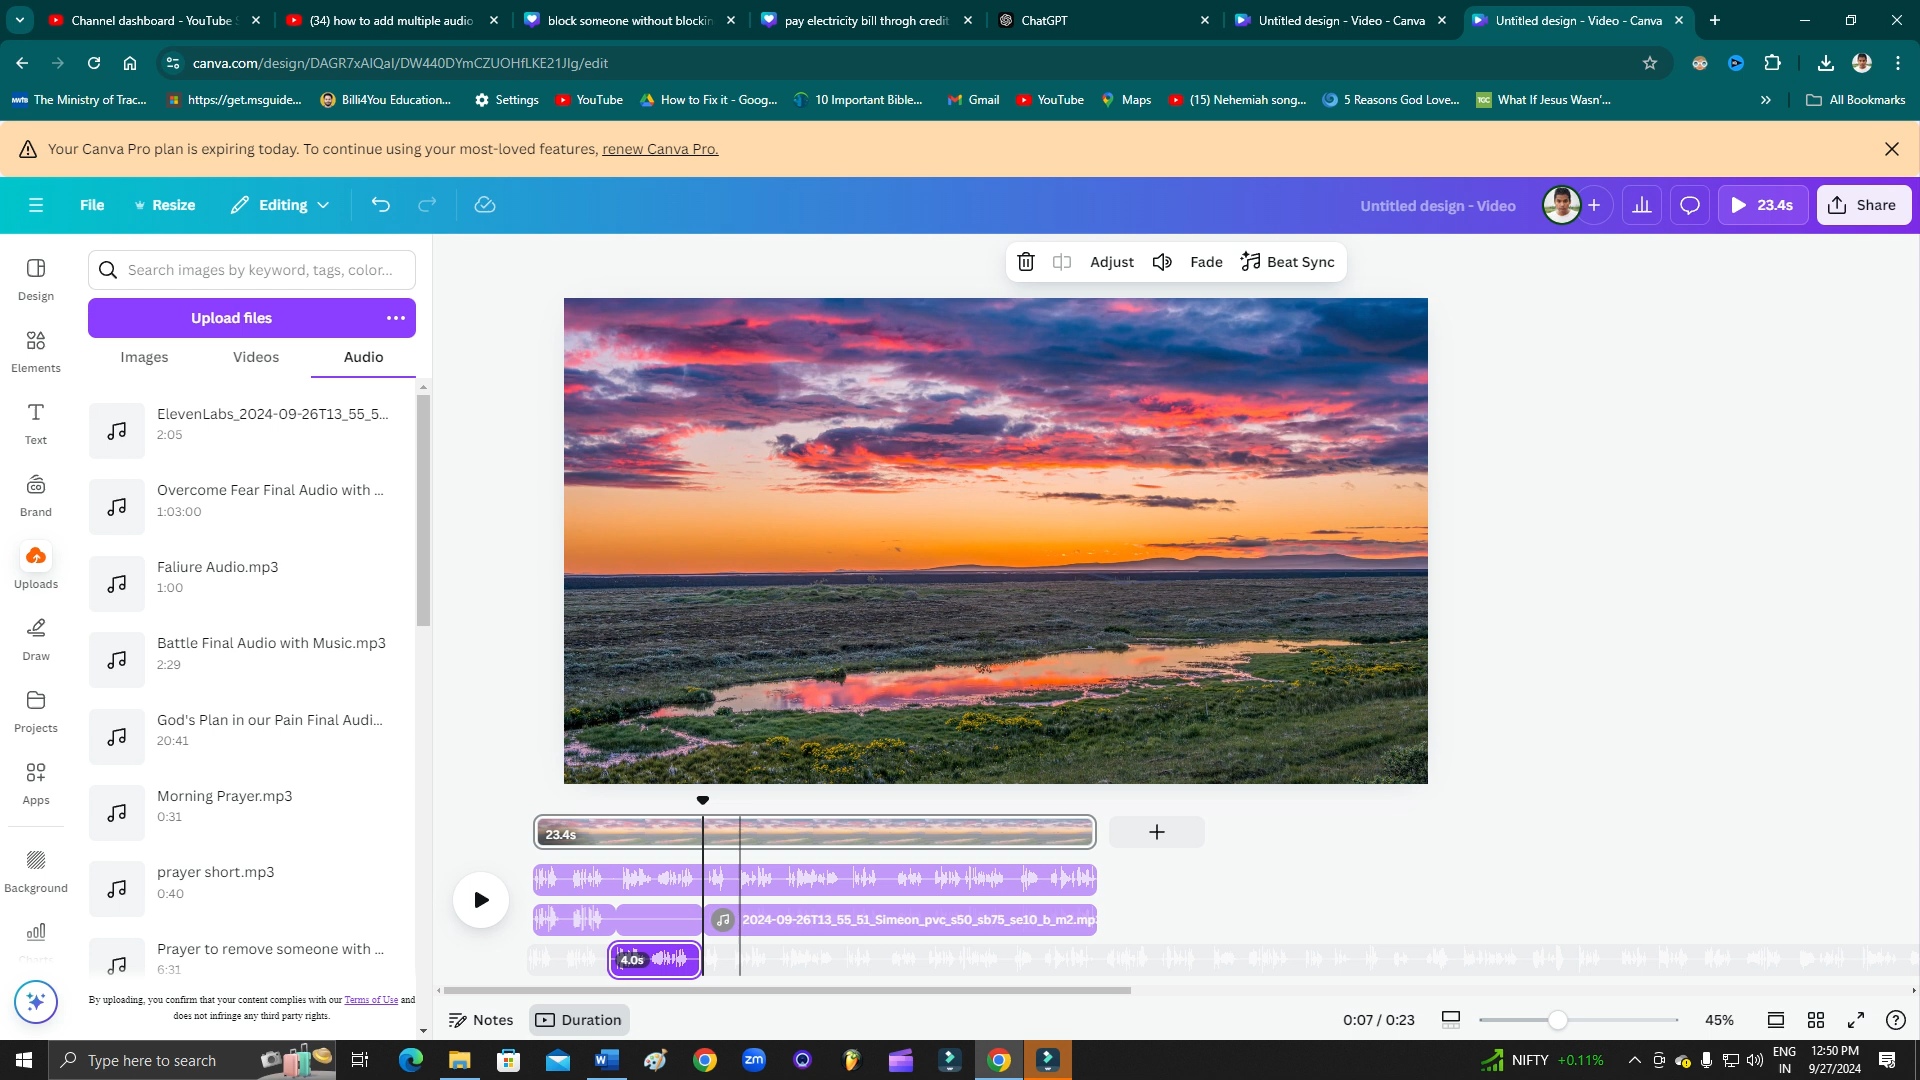 Channel dashboard - YouTube S
(34) how to add multiple audio
block someone without blockin
pay electricity bill throgh credit
ChatGPT
Untitled design - Video - Canva
Untitled design - Video - Canva
canva.com/design/DAGR7xAIQaI/DW440DYmCZUOHfLKE21JIg/edit
The Ministry of Trac...
https://get.msguide...
Billi4You Education...
Settings
YouTube
How to Fix it - Goog...
10 Important Bible...
Gmail
YouTube
Maps
(15) Nehemiah song...
5 Reasons God Love...
What If Jesus Wasn'...
All Bookmarks
Your Canva Pro plan is expiring today. To continue using your most-loved features, renew Canva Pro.
File
Resize
Editing
Untitled design - Video
23.4s
Share
Design
Elements
Text
Brand
Uploads
Draw
Projects
Apps
Background
Charts
Search images by keyword, tags, color...
Upload files
Images
Videos
Audio
ElevenLabs_2024-09-26T13_55_5...
2:05
Overcome Fear Final Audio with ...
1:03:00
Faliure Audio.mp3
1:00
Battle Final Audio with Music.mp3
2:29
God's Plan in our Pain Final Audi...
20:41
Morning Prayer.mp3
0:31
prayer short.mp3
0:40
Prayer to remove someone with ...
6:31
By uploading, you confirm that your content complies with our Terms of Use and
does not infringe any third party rights.
Adjust
Fade
Beat Sync
23.4s
2024-09-26T13_55_51_Simeon_pvc_s50_sb75_se10_b_m2.mp3
4.0s
Notes
Duration
0:07 / 0:23
45%
Type here to search
NIFTY +0.11%
ENG
IN
12:50 PM
9/27/2024